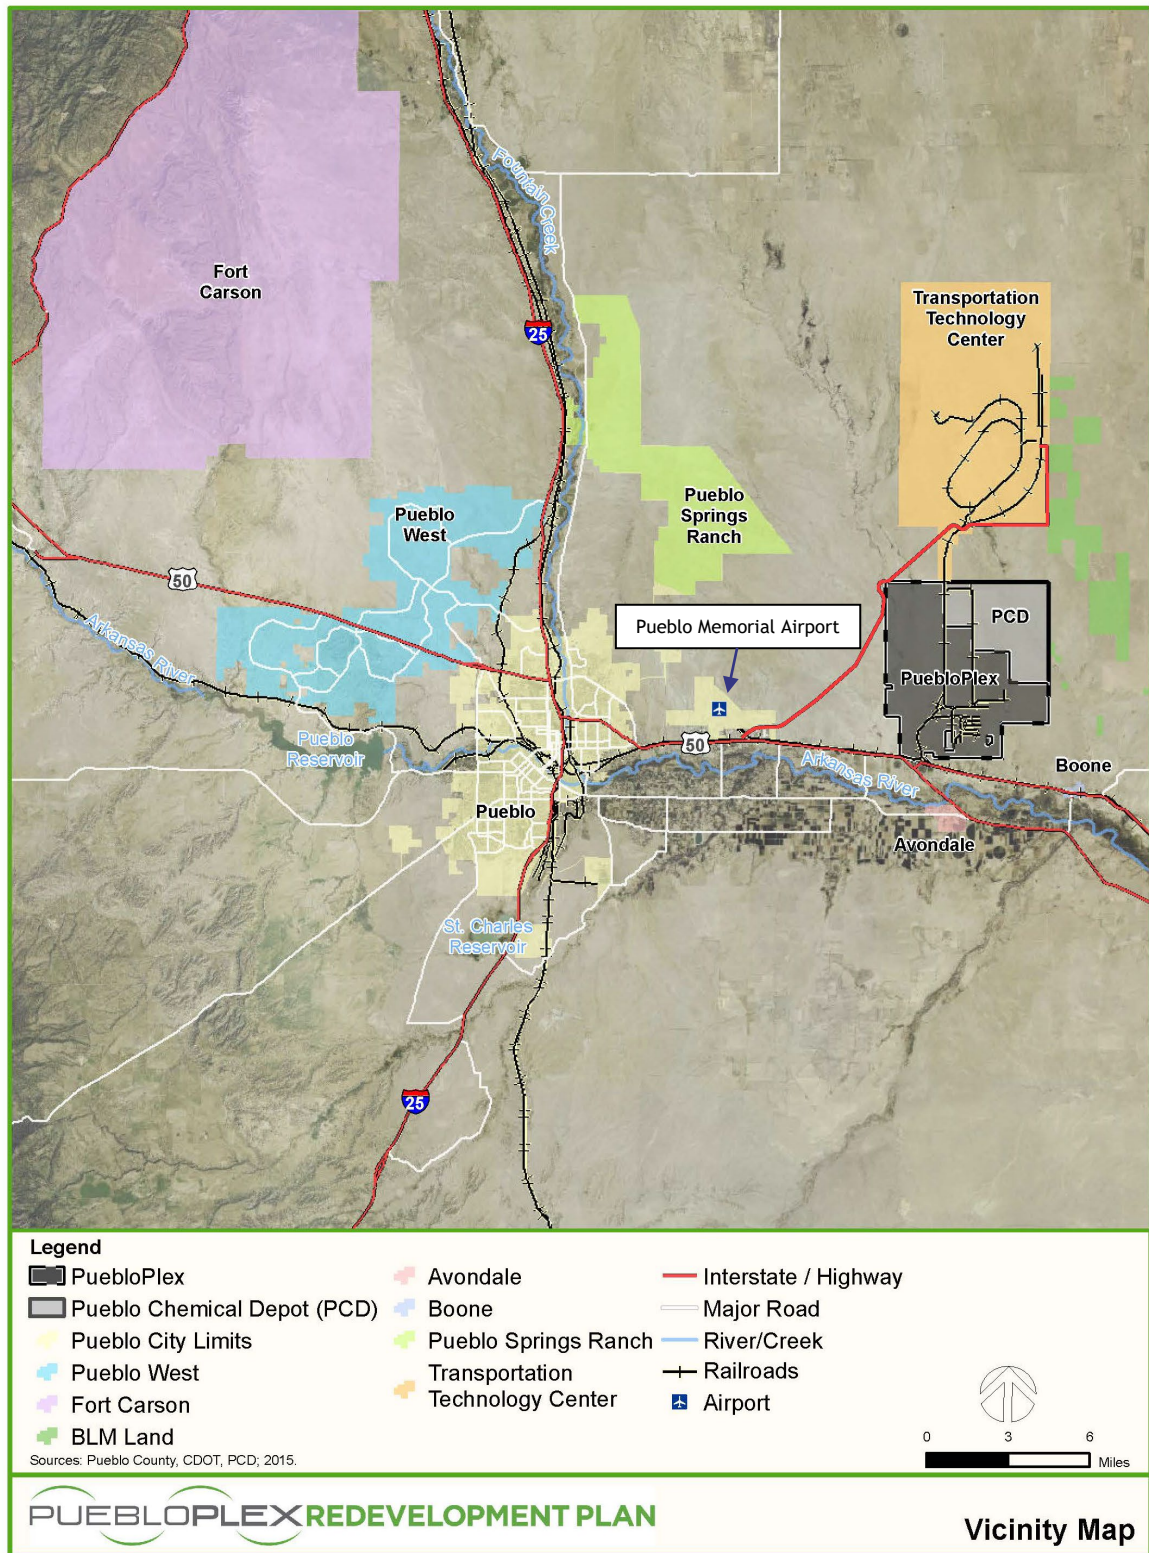 Fountain Creek
Fort
Carson
25
Transportation
Technology
Center
Pueblo
West
Pueblo
Springs
Ranch
50
Arkansas River
Pueblo Memorial Airport
PCD
PuebloPlex
50
Pueblo
Reservoir
Arkansas River
Boone
Pueblo
Avondale
St. Charles
Reservoir
25
Legend
PuebloPlex
Pueblo Chemical Depot (PCD)
Pueblo City Limits
Pueblo West
Fort Carson
BLM Land
Avondale
Boone
Pueblo Springs Ranch
Transportation
Technology Center
Interstate / Highway
Major Road
River/Creek
Railroads
Airport
0 3 6
Miles
Sources: Pueblo County, CDOT, PCD; 2015.
PUEBLOPLEX REDEVELOPMENT PLAN
Vicinity Map